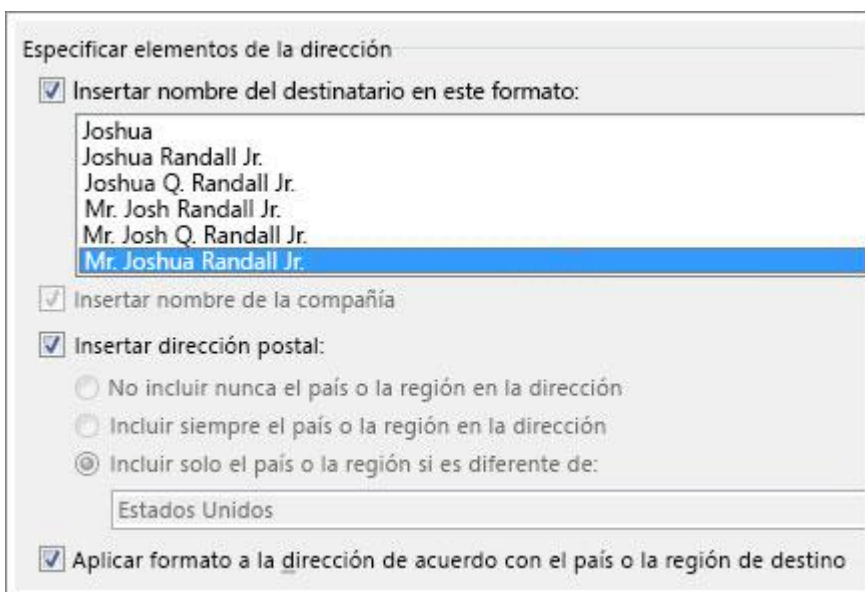 Especificar elementos de la dirección
Insertar nombre del destinatario en este formato:
Joshua
Joshua Randall Jr.
Joshua Q. Randall Jr.
Mr. Josh Randall Jr.
Mr. Josh Q. Randall Jr.
Mr. Joshua Randall Jr.
Insertar nombre de la compañía
Insertar dirección postal:
No incluir nunca el país o la región en la dirección
Incluir siempre el país o la región en la dirección
Incluir solo el país o la región si es diferente de:
Estados Unidos
Aplicar formato a la dirección de acuerdo con el país o la región de destino